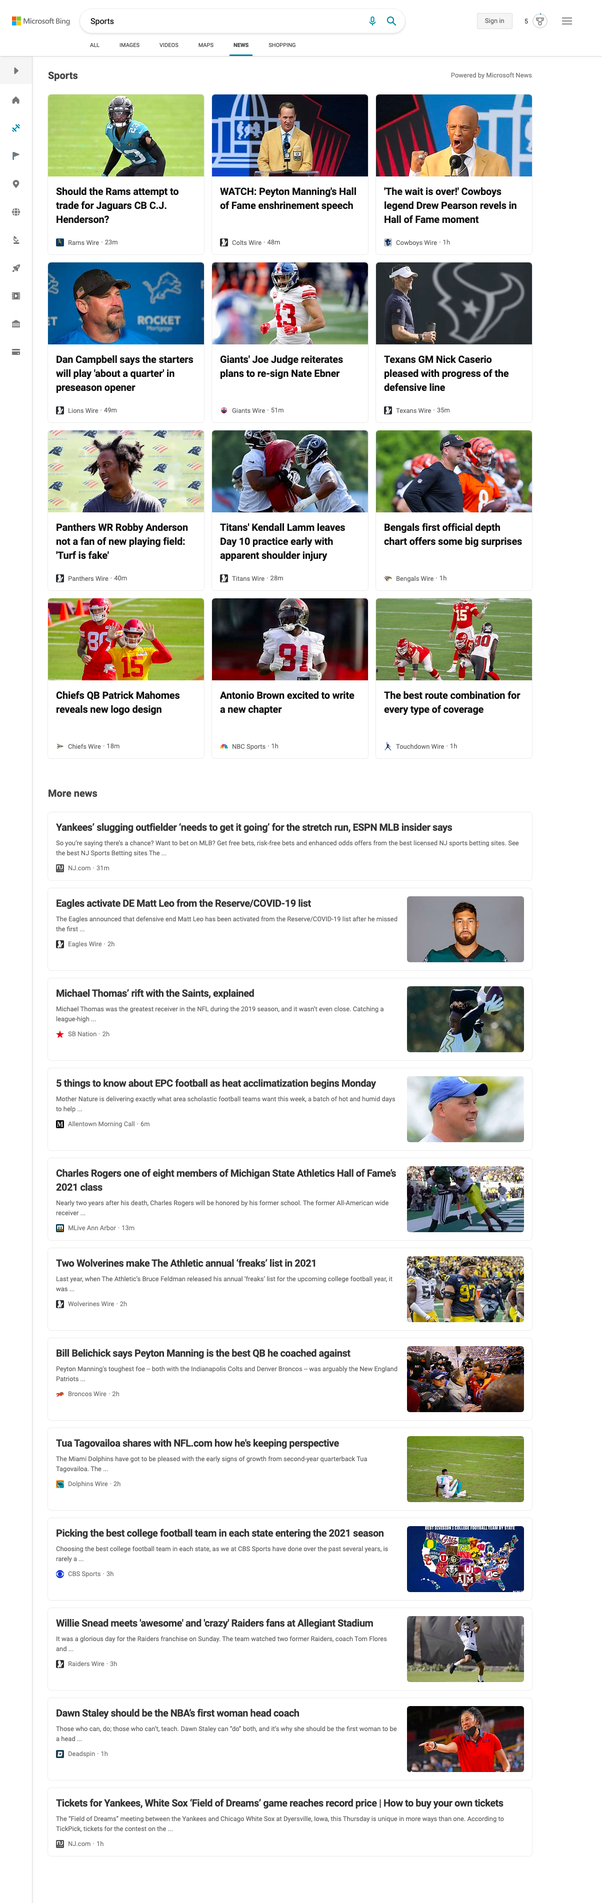 Microsoft Bing
Sports
Sign in
5
ALL IMAGES VIDEOS MAPS NEWS SHOPPING
Sports
Powered by Microsoft News
Should the Rams attempt to
trade for Jaguars CB C.J.
Henderson?
Rams Wire · 23m
WATCH: Peyton Manning's Hall
of Fame enshrinement speech
Colts Wire · 48m
'The wait is over!' Cowboys
legend Drew Pearson revels in
Hall of Fame moment
Cowboys Wire · 1h
ROCKET
Mortgage
Dan Campbell says the starters
will play 'about a quarter' in
preseason opener
Lions Wire · 49m
13
Giants' Joe Judge reiterates
plans to re-sign Nate Ebner
Giants Wire · 51m
Texans GM Nick Caserio
pleased with progress of the
defensive line
Texans Wire · 35m
Panthers WR Robby Anderson
not a fan of new playing field:
'Turf is fake'
Panthers Wire · 40m
Titans' Kendall Lamm leaves
Day 10 practice early with
apparent shoulder injury
Titans Wire · 28m
Bengals first official depth
chart offers some big surprises
Bengals Wire · 1h
15
Chiefs QB Patrick Mahomes
reveals new logo design
Chiefs Wire · 18m
81
Antonio Brown excited to write
a new chapter
NBC Sports · 1h
15
The best route combination for
every type of coverage
Touchdown Wire · 1h
More news
Yankees' slugging outfielder 'needs to get it going' for the stretch run, ESPN MLB insider says
So you're saying there's a chance? Want to bet on MLB? Get free bets, risk-free bets and enhanced odds offers from the best licensed NJ sports betting sites. See
the best NJ Sports Betting sites The ...
NJ.com · 31m
Eagles activate DE Matt Leo from the Reserve/COVID-19 list
The Eagles announced that defensive end Matt Leo has been activated from the Reserve/COVID-19 list after he missed
the first ...
Eagles Wire · 2h
Michael Thomas' rift with the Saints, explained
Michael Thomas was the greatest receiver in the NFL during the 2019 season, and it wasn't even close. Catching a
league-high ...
SB Nation · 2h
5 things to know about EPC football as heat acclimatization begins Monday
Mother Nature is delivering exactly what area scholastic football teams want this week, a batch of hot and humid days
to help ...
Allentown Morning Call · 6m
Charles Rogers one of eight members of Michigan State Athletics Hall of Fame's
2021 class
Nearly two years after his death, Charles Rogers will be honored by his former school. The former All-American wide
receiver ...
MLive Ann Arbor · 13m
Two Wolverines make The Athletic annual 'freaks' list in 2021
Last year, when The Athletic's Bruce Feldman released his annual 'freaks' list for the upcoming college football year, it
was ...
Wolverines Wire · 2h
Bill Belichick says Peyton Manning is the best QB he coached against
Peyton Manning's toughest foe – both with the Indianapolis Colts and Denver Broncos – was arguably the New England
Patriots ...
Broncos Wire · 2h
Tua Tagovailoa shares with NFL.com how he's keeping perspective
The Miami Dolphins have got to be pleased with the early signs of growth from second-year quarterback Tua
Tagovailoa. The ...
Dolphins Wire · 2h
Picking the best college football team in each state entering the 2021 season
Choosing the best college football team in each state, as we at CBS Sports have done over the past several years, is
rarely a ...
CBS Sports · 3h
Willie Snead meets 'awesome' and 'crazy' Raiders fans at Allegiant Stadium
It was a glorious day for the Raiders franchise on Sunday. The team watched two former Raiders, coach Tom Flores
and ...
Raiders Wire · 3h
Dawn Staley should be the NBA's first woman head coach
Those who can, do; those who can't, teach. Dawn Staley can "do" both, and it's why she should be the first woman to be
a head ...
Deadspin · 1h
Tickets for Yankees, White Sox 'Field of Dreams' game reaches record price | How to buy your own tickets
The "Field of Dreams" meeting between the Yankees and Chicago White Sox at Dyersville, Iowa, this Thursday is unique in more ways than one. According to
TickPick, tickets for the contest on the ...
NJ.com · 1h